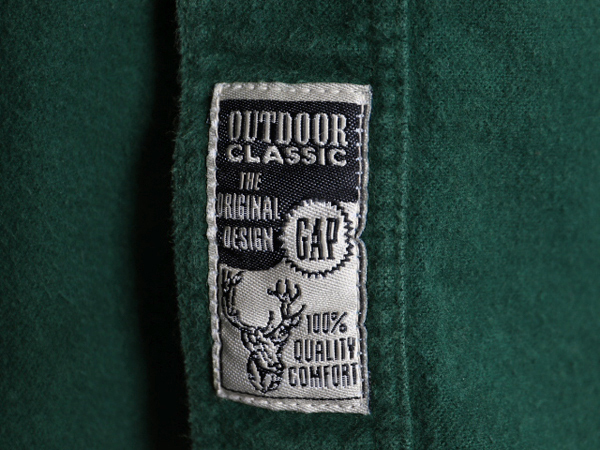 OUTDOOR
CLASSIC
THE
ORIGINAL
DESIGN
GAP
100%
QUALITY
COMFORT